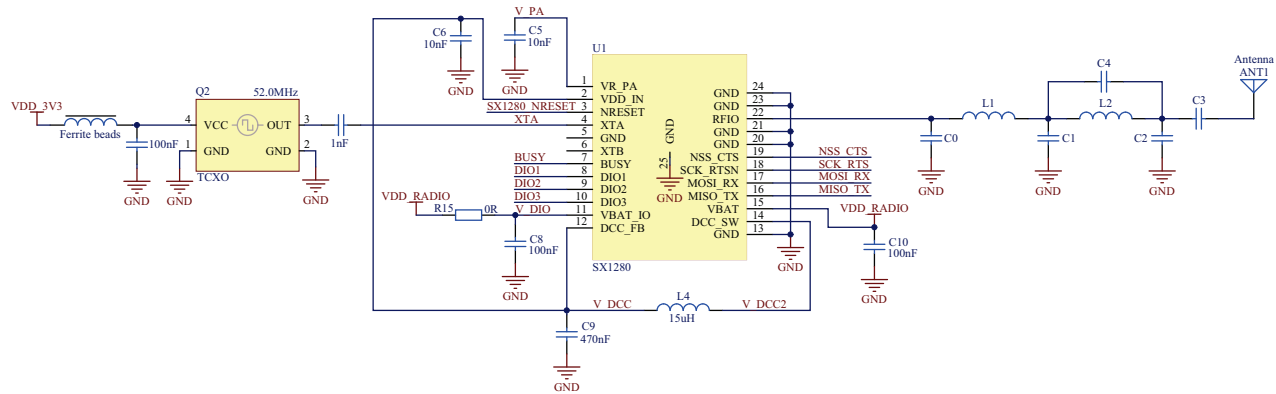 VDD_3V3
Ferrite beads
100nF
GND
Q2
52.0MHz
4
VCC
OUT
3
1
GND
GND
2
TCXO
GND
GND
1nF
C6
10nF
GND
V_PA
C5
10nF
GND
SX1280_NRESET
XTA
BUSY
DIO1
DIO2
DIO3
VDD_RADIO
R15
0R
V_DIO
C8
100nF
GND
U1
1
VR_PA
2
VDD_IN
3
NRESET
4
XTA
5
GND
6
XTB
7
BUSY
8
DIO1
9
DIO2
10
DIO3
11
VBAT_IO
12
DCC_FB
GND
25
GND
GND
24
GND
23
RFIO
22
GND
21
GND
20
NSS_CTS
19
SCK_RTSN
18
MOSI_RX
17
MISO_TX
16
VBAT
15
DCC_SW
14
GND
13
SX1280
NSS_CTS
SCK_RTS
MOSI_RX
MISO_TX
VDD_RADIO
C10
100nF
GND
GND
V_DCC
L4
15uH
V_DCC2
C9
470nF
GND
C0
GND
L1
C4
L2
C1
GND
C2
GND
C3
Antenna
ANT1